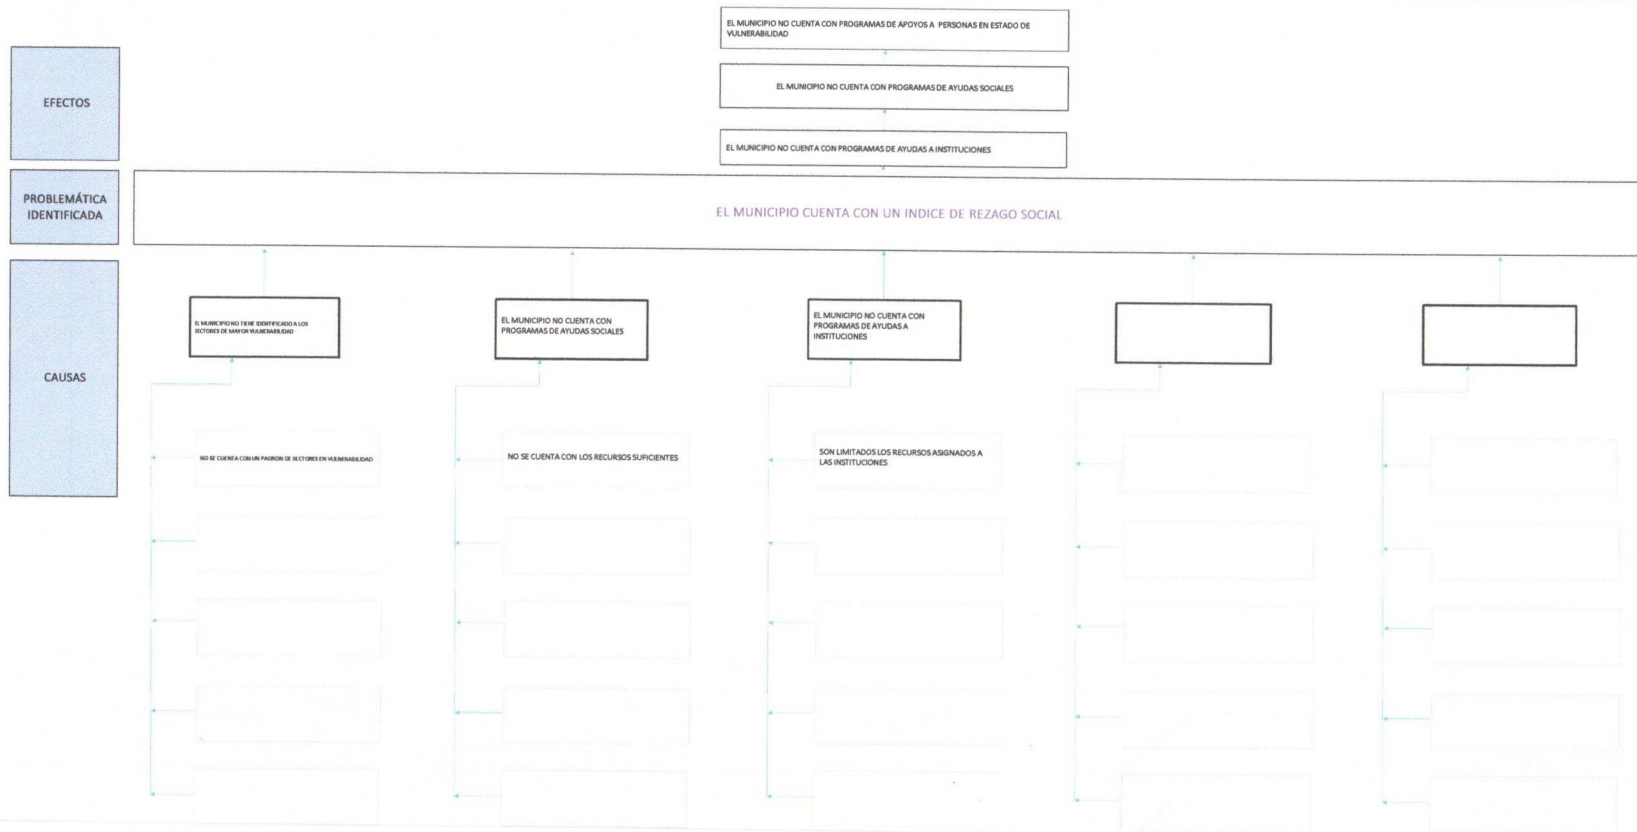 EL MUNICIPIO NO CUENTA CON PROGRAMAS DE APOYOS A PERSONAS EN ESTADO DE
VULNERABILIDAD
EFECTOS
EL MUNICIPIO NO CUENTA CON PROGRAMAS DE AYUDAS SOCIALES
EL MUNICIPIO NO CUENTA CON PROGRAMAS DE AYUDAS A INSTITUCIONES
PROBLEMÁTICA
IDENTIFICADA
EL MUNICIPIO CUENTA CON UN INDICE DE REZAGO SOCIAL
CAUSAS
EL MUNICIPIO NO TIENE IDENTIFICADO A LOS
SECTORES DE MAYOR VULNERABILIDAD
EL MUNICIPIO NO CUENTA CON
PROGRAMAS DE AYUDAS SOCIALES
EL MUNICIPIO NO CUENTA CON
PROGRAMAS DE AYUDAS A
INSTITUCIONES
NO SE CUENTA CON UN PADRON DE SECTORES EN VULNERABILIDAD
NO SE CUENTA CON LOS RECURSOS SUFICIENTES
SON LIMITADOS LOS RECURSOS ASIGNADOS A
LAS INSTITUCIONES